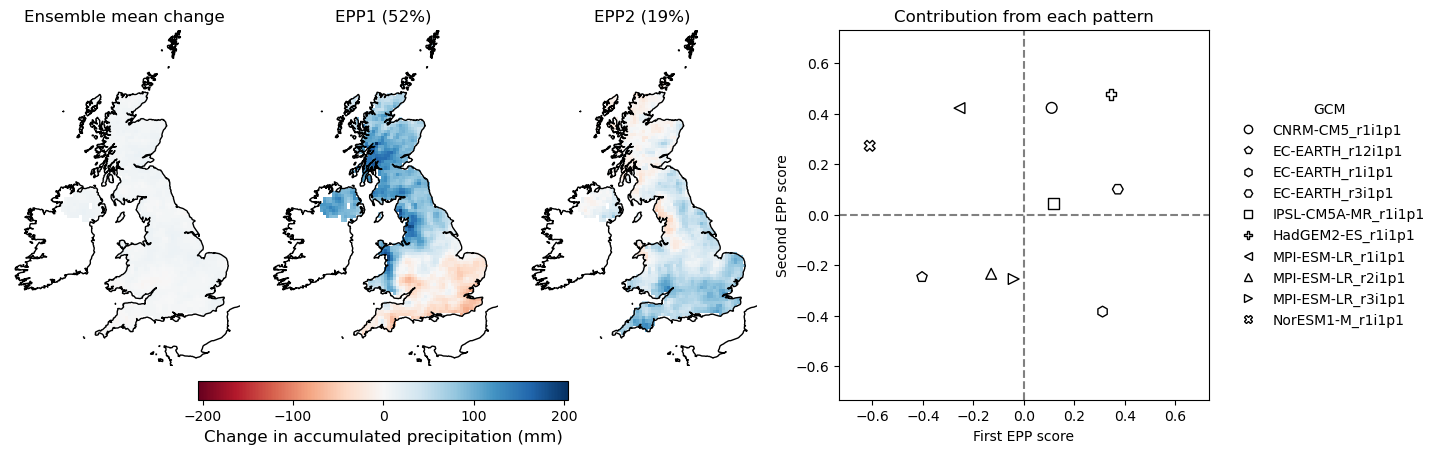 Ensemble mean change
EPP1 (52%)
EPP2 (19%)
Contribution from each pattern
−200
−100
0
100
200
Change in accumulated precipitation (mm)
Second EPP score
0.6
0.4
0.2
0.0
−0.2
−0.4
−0.6
−0.6
−0.4
−0.2
0.0
0.2
0.4
0.6
First EPP score
GCM
CNRM-CM5_r1i1p1
EC-EARTH_r12i1p1
EC-EARTH_r1i1p1
EC-EARTH_r3i1p1
IPSL-CM5A-MR_r1i1p1
HadGEM2-ES_r1i1p1
MPI-ESM-LR_r1i1p1
MPI-ESM-LR_r2i1p1
MPI-ESM-LR_r3i1p1
NorESM1-M_r1i1p1